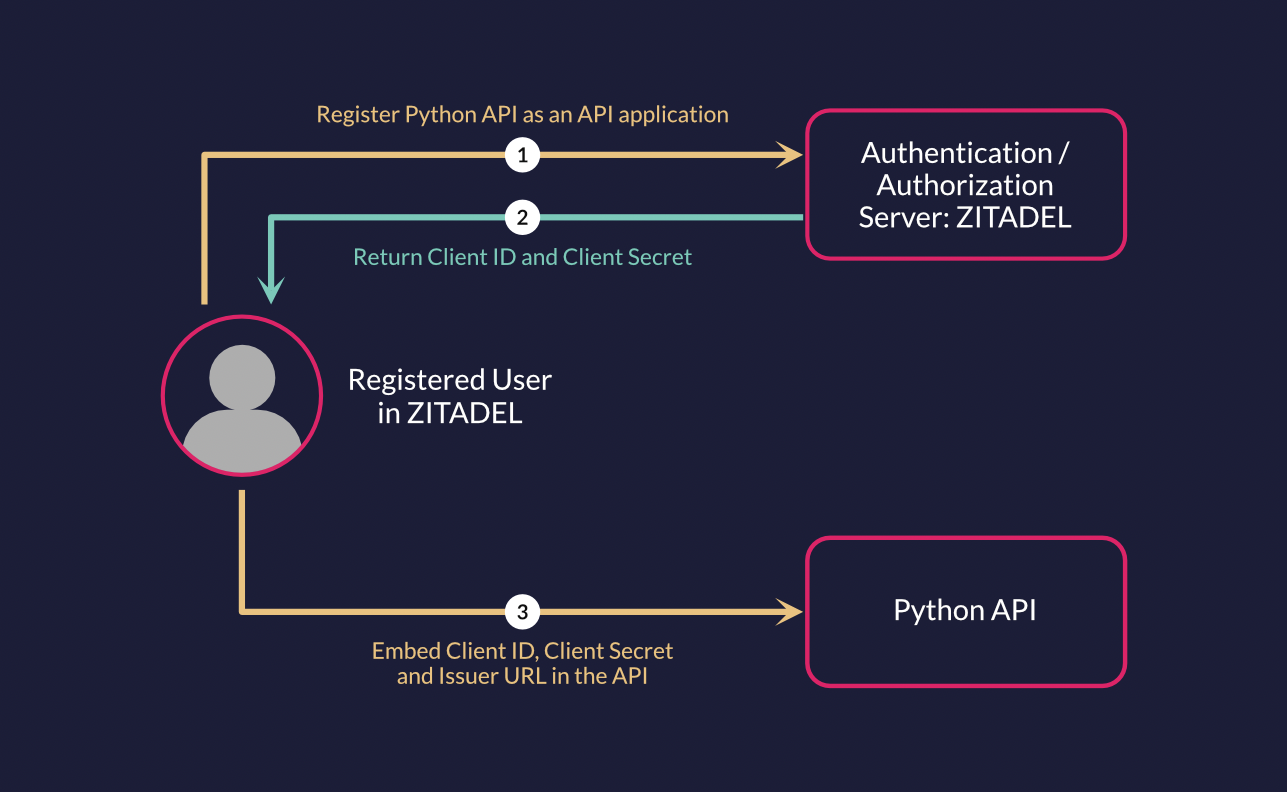 Register Python API as an API application
1
Authentication /
Authorization
Server: ZITADEL
2
Return Client ID and Client Secret
Registered User
in ZITADEL
3
Python API
Embed Client ID, Client Secret
and Issuer URL in the API